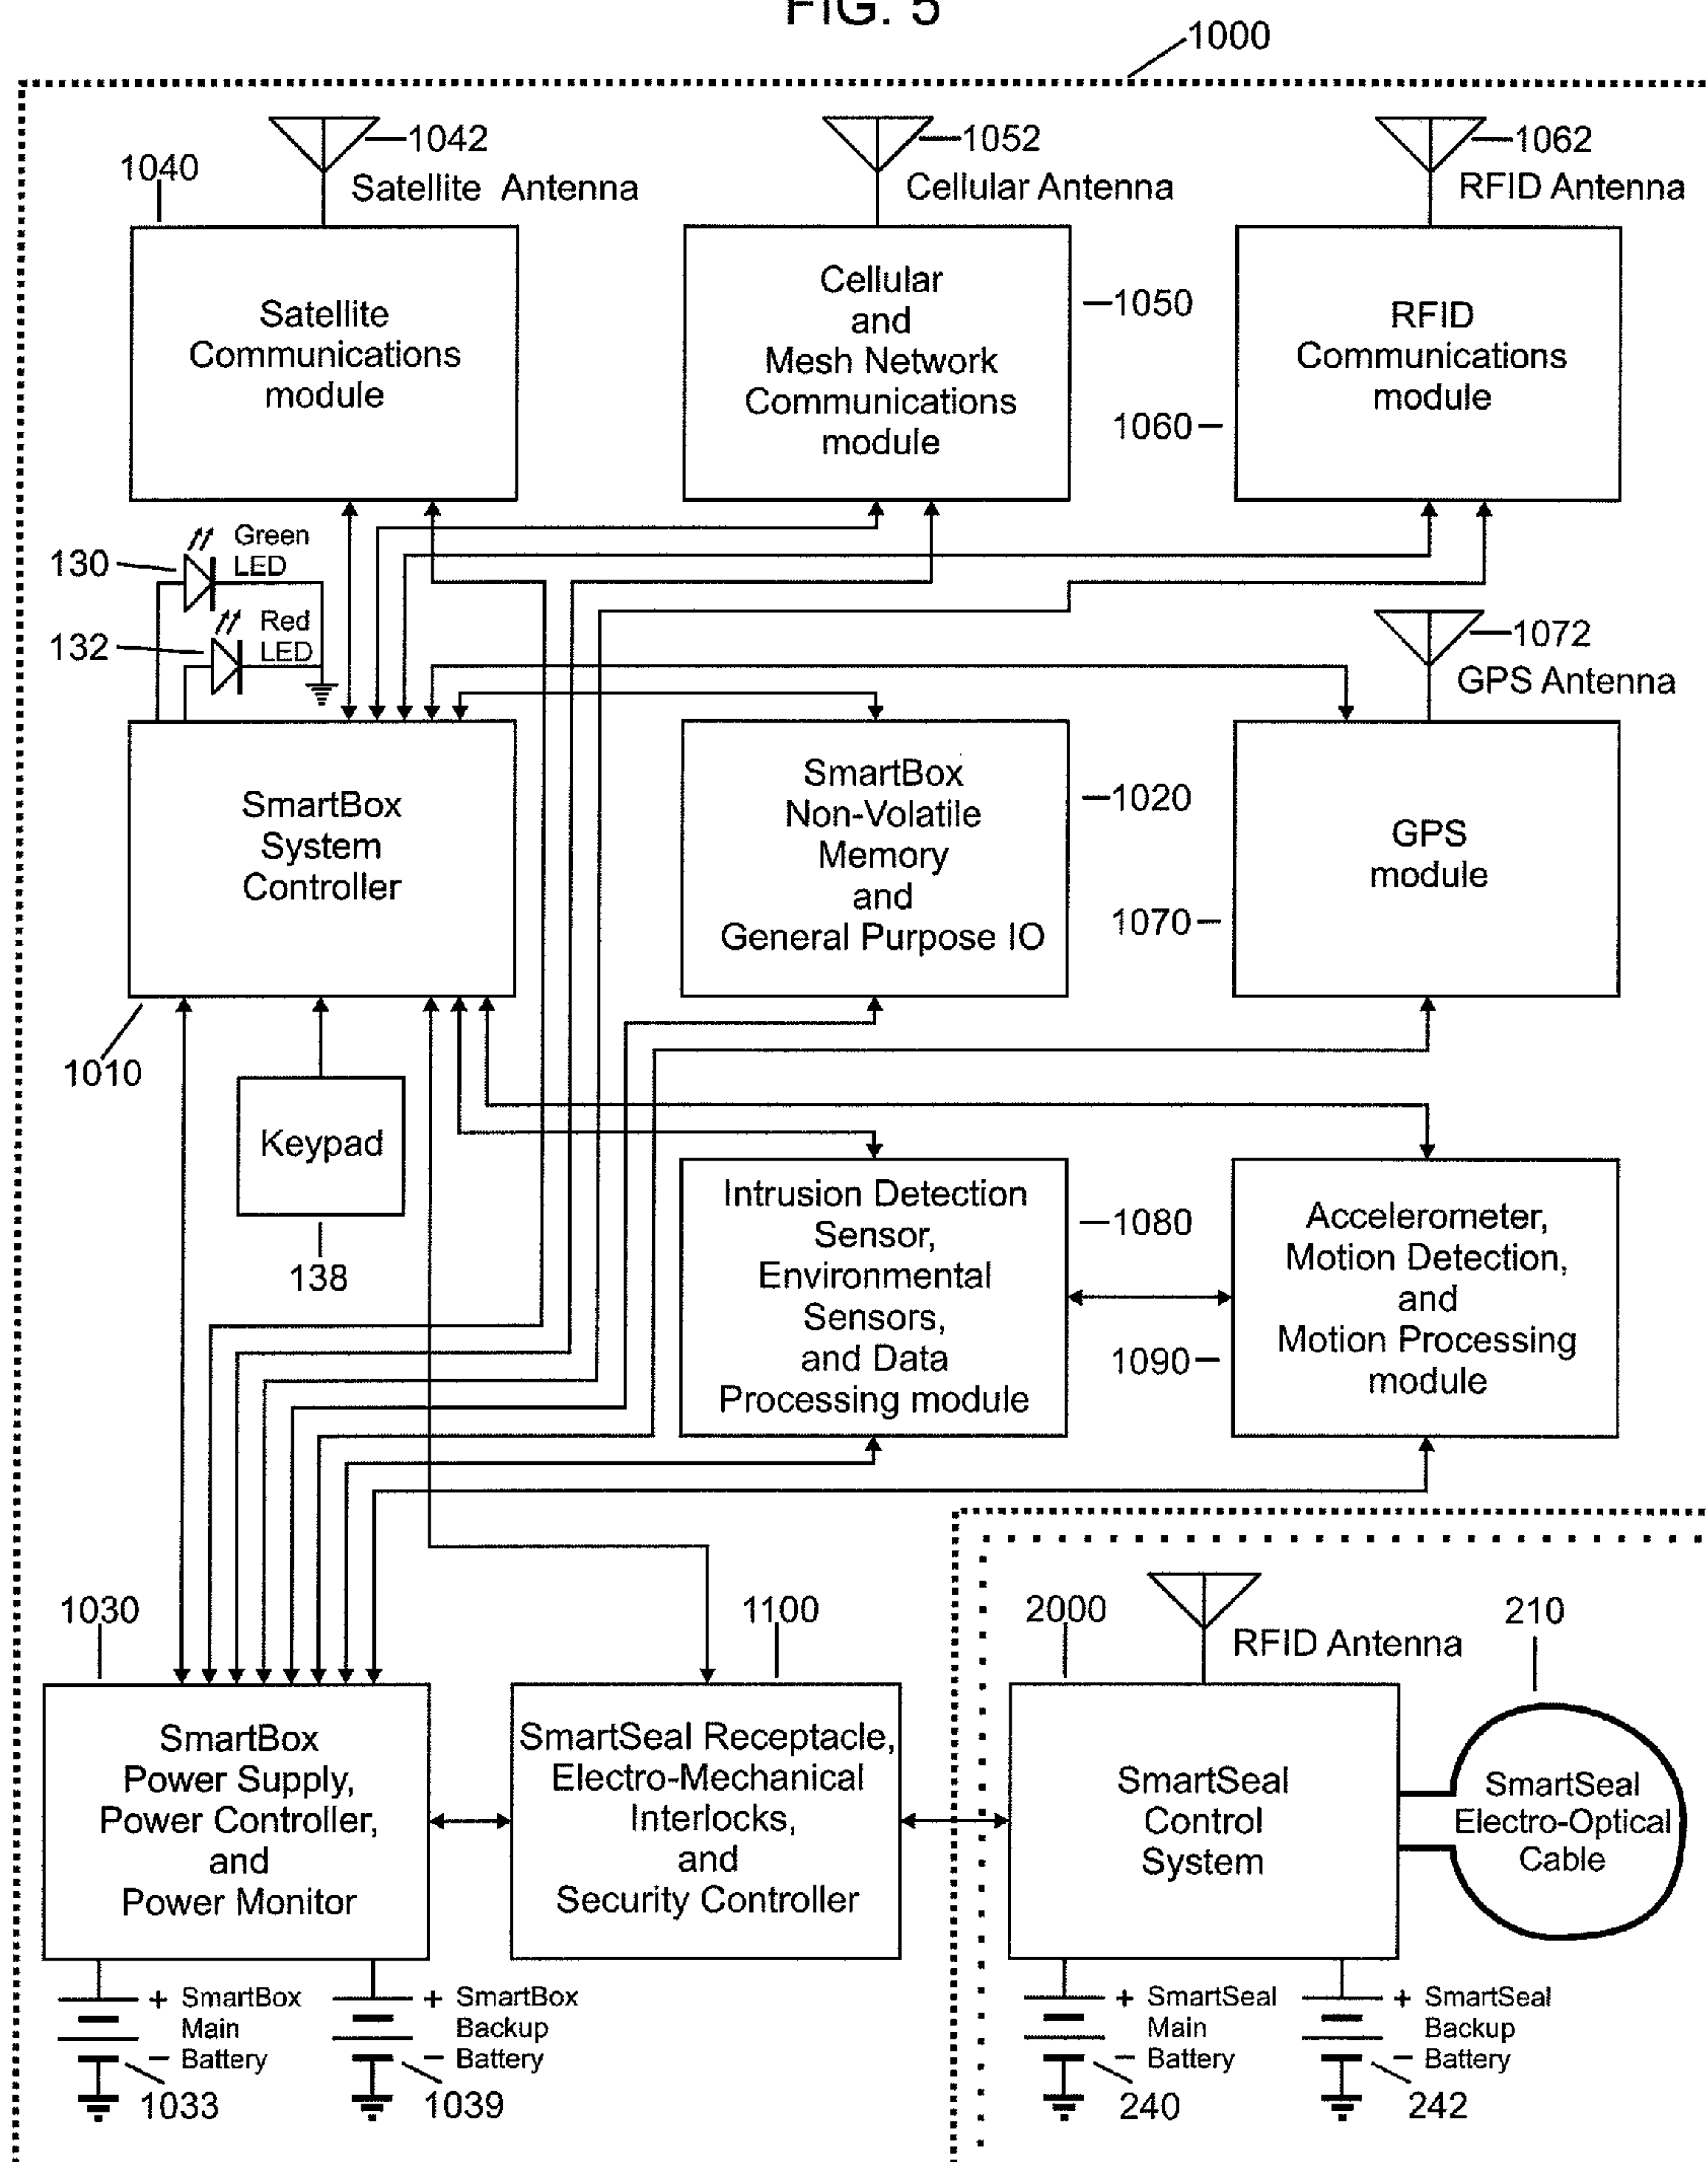 FIG. 5
1000
1042
1052
1062
1040
Satellite Antenna
Cellular Antenna
RFID Antenna
Satellite
Communications
module
Cellular
and
Mesh Network
Communications
module
1050
RFID
Communications
module
1060
130
Green
LED
132
Red
LED
1072
GPS Antenna
SmartBox
System
Controller
SmartBox
Non-Volatile
Memory
and
General Purpose IO
1020
GPS
module
1070
1010
Keypad
138
Intrusion Detection
Sensor,
Environmental
Sensors,
and Data
Processing module
1080
Accelerometer,
Motion Detection,
and
Motion Processing
module
1090
1030
1100
2000
RFID Antenna
210
SmartBox
Power Supply,
Power Controller,
and
Power Monitor
SmartSeal Receptacle,
Electro-Mechanical
Interlocks,
and
Security Controller
SmartSeal
Control
System
SmartSeal
Electro-Optical
Cable
+ SmartBox
Main
− Battery
1033
+ SmartBox
Backup
− Battery
1039
+ SmartSeal
Main
− Battery
240
+ SmartSeal
Backup
− Battery
242